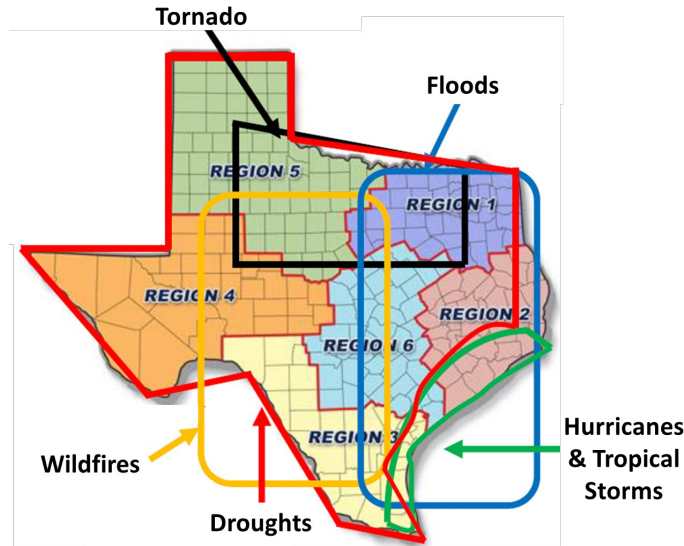 Tornado
Floods
REGION 5
REGION 1
REGION 4
REGION 2
REGION 6
REGION 3
Wildfires
Droughts
Hurricanes
& Tropical
Storms